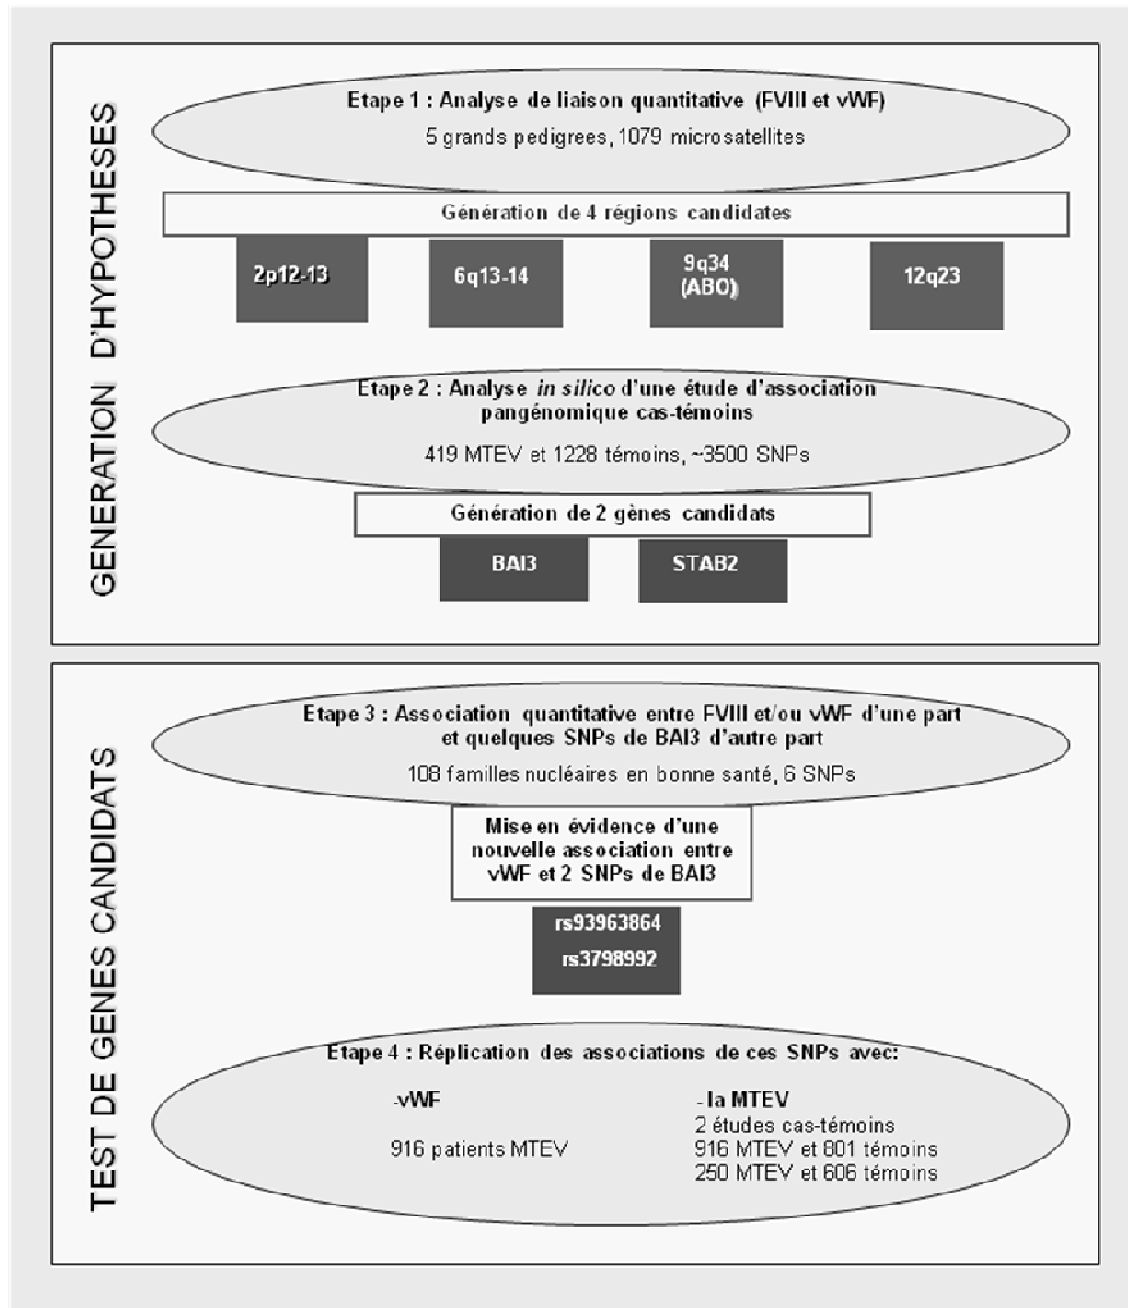 GENERATION D'HYPOTHESES
Etape 1 : Analyse de liaison quantitative (FVIII et vWF)
5 grands pedigrees, 1079 microsatellites
Génération de 4 régions candidates
2p12-13
6q13-14
9q34
(ABO)
12q23
Etape 2 : Analyse in silico d'une étude d'association
pangénomique cas-témoins
419 MTEV et 1228 témoins, ~3500 SNPs
Génération de 2 gènes candidats
BAI3
STAB2
TEST DE GENES CANDIDATS
Etape 3 : Association quantitative entre FVIII et/ou vWF d'une part
et quelques SNPs de BAI3 d'autre part
108 familles nucléaires en bonne santé, 6 SNPs
Mise en évidence d'une
nouvelle association entre
vWF et 2 SNPs de BAI3
rs93963864
rs3798992
Etape 4 : Réplication des associations de ces SNPs avec:
-vWF
916 patients MTEV
- la MTEV
2 études cas-témoins
916 MTEV et 801 témoins
250 MTEV et 606 témoins